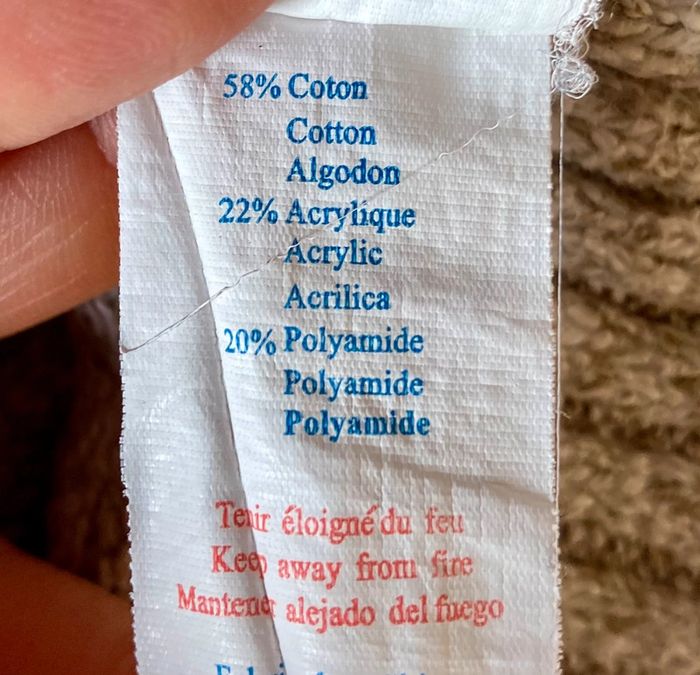 58% Coton
Cotton
Algodon
22% Acrylique
Acrylic
Acrilica
20% Polyamide
Polyamide
Polyamide
Tenir éloigné du feu
Keep away from fire
Mantener alejado del fuego